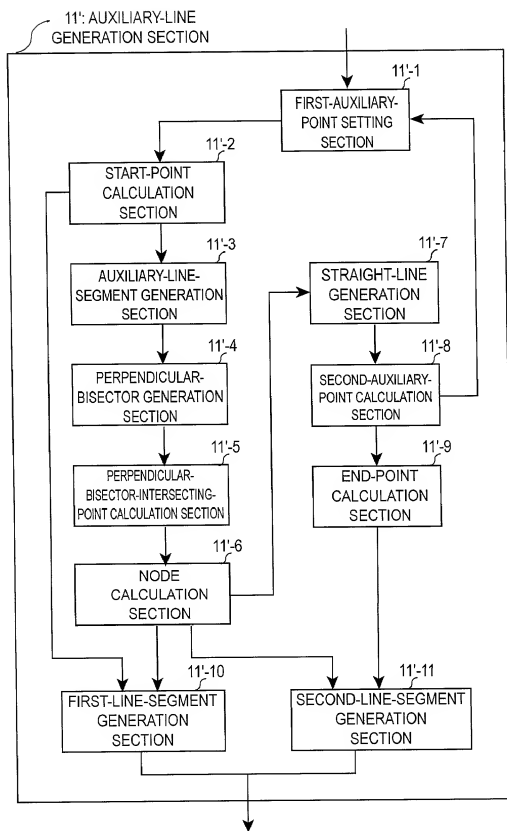 11': AUXILIARY-LINE
GENERATION SECTION
11'-1
FIRST-AUXILIARY-
POINT SETTING
SECTION
11'-2
START-POINT
CALCULATION
SECTION
11'-3
AUXILIARY-LINE-
SEGMENT GENERATION
SECTION
11'-7
STRAIGHT-LINE
GENERATION
SECTION
11'-4
PERPENDICULAR-
BISECTOR GENERATION
SECTION
11'-8
SECOND-AUXILIARY-
POINT CALCULATION
SECTION
11'-5
PERPENDICULAR-
BISECTOR-INTERSECTING-
POINT CALCULATION SECTION
11'-9
END-POINT
CALCULATION
SECTION
11'-6
NODE
CALCULATION
SECTION
11'-10
FIRST-LINE-SEGMENT
GENERATION
SECTION
11'-11
SECOND-LINE-SEGMENT
GENERATION
SECTION